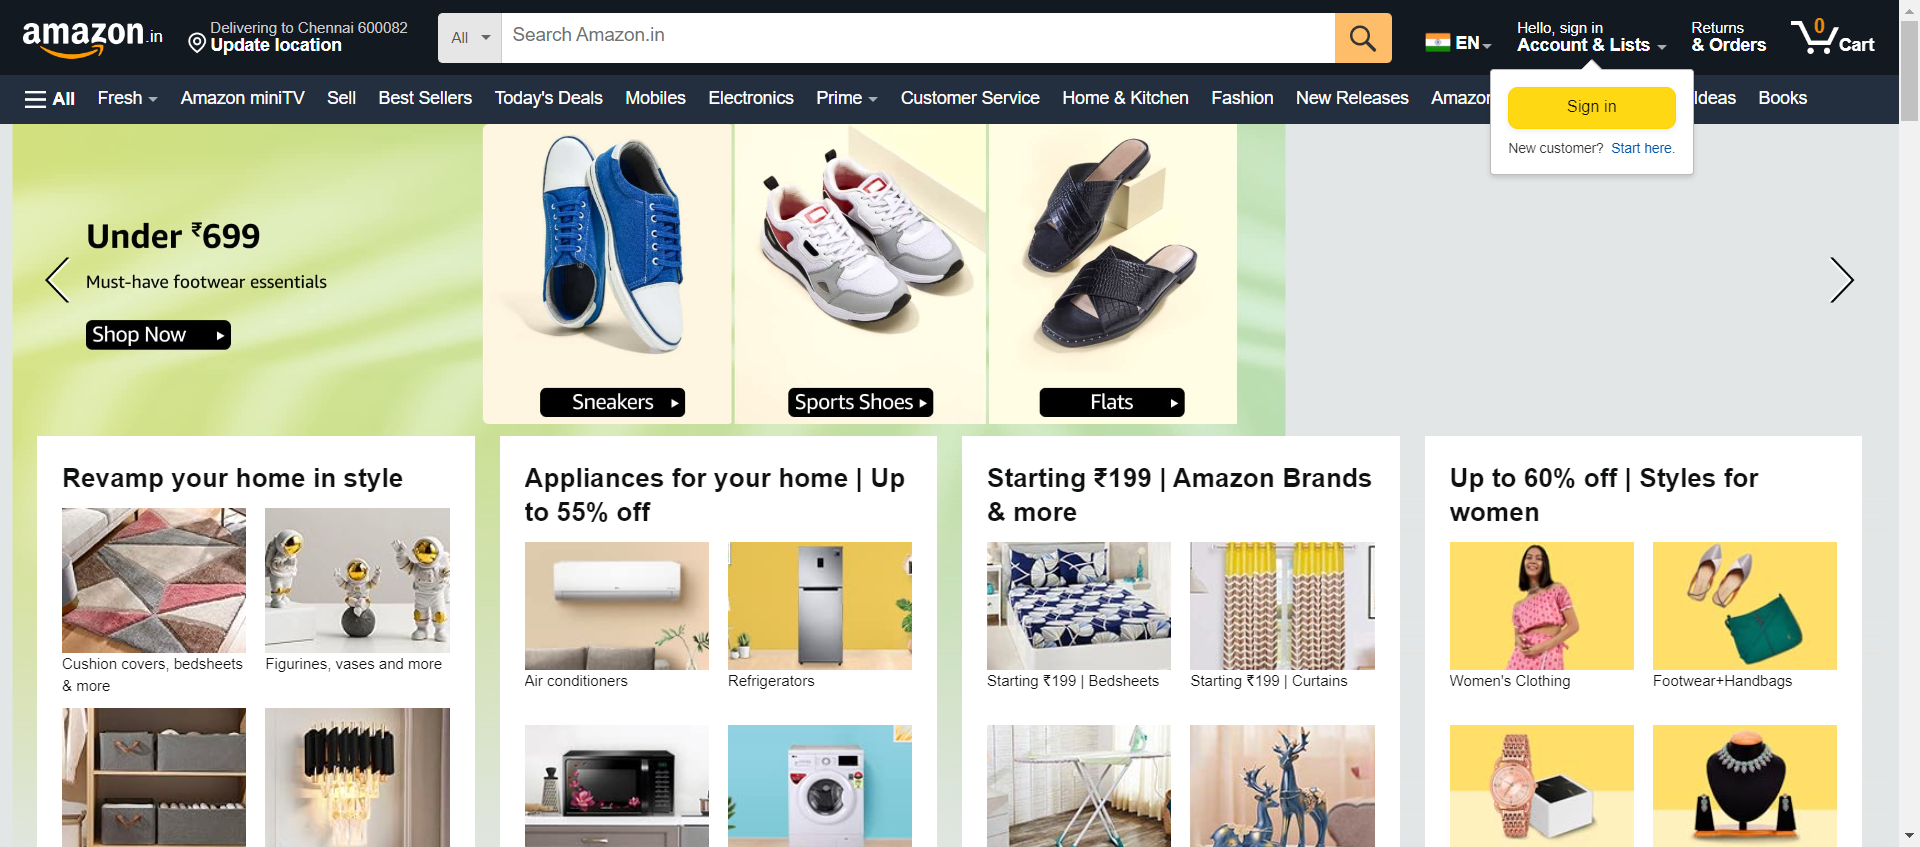 amazon.in
Delivering to Chennai 600082
Update location
All
Search Amazon.in
EN
Hello, sign in
Account & Lists
Returns
& Orders
0
Cart
All
Fresh
Amazon miniTV
Sell
Best Sellers
Today's Deals
Mobiles
Electronics
Prime
Customer Service
Home & Kitchen
Fashion
New Releases
Amazon
Ideas
Books
Sign in
New customer? Start here.
Under ₹699
Must-have footwear essentials
Shop Now
Sneakers
Sports Shoes
Flats
Revamp your home in style
Cushion covers, bedsheets
& more
Figurines, vases and more
Appliances for your home | Up
to 55% off
Air conditioners
Refrigerators
Starting ₹199 | Amazon Brands
& more
Starting ₹199 | Bedsheets
Starting ₹199 | Curtains
Up to 60% off | Styles for
women
Women's Clothing
Footwear+Handbags